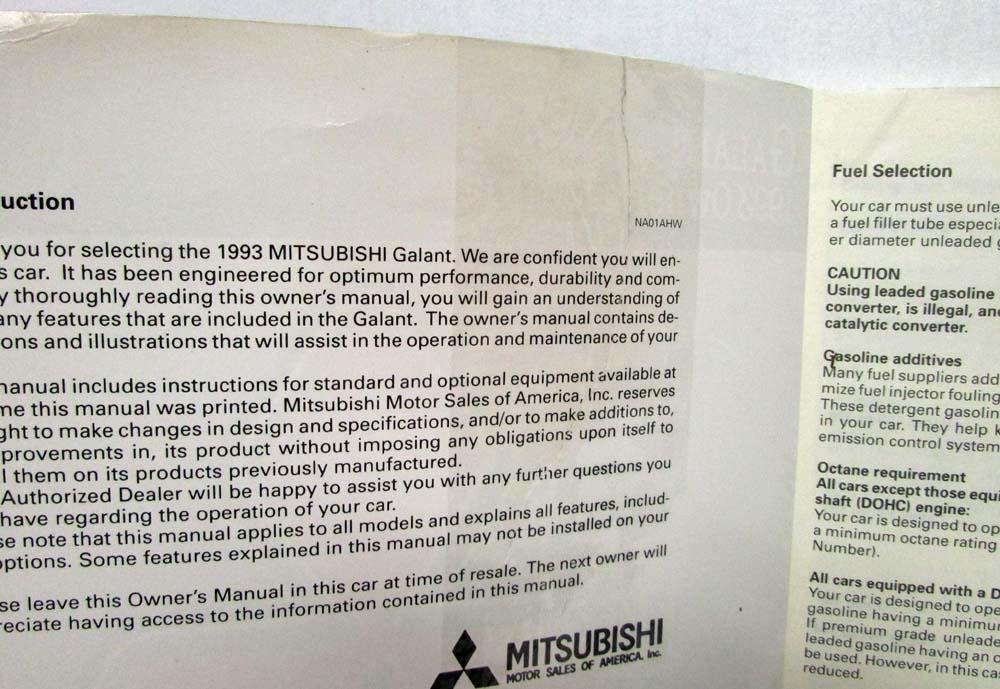 uction
NA01AHW
you for selecting the 1993 MITSUBISHI Galant. We are confident you will en-
s car. It has been engineered for optimum performance, durability and com-
y thoroughly reading this owner's manual, you will gain an understanding of
any features that are included in the Galant. The owner's manual contains de-
ons and illustrations that will assist in the operation and maintenance of your
manual includes instructions for standard and optional equipment available at
me this manual was printed. Mitsubishi Motor Sales of America, Inc. reserves
ght to make changes in design and specifications, and/or to make additions to,
provements in, its product without imposing any obligations upon itself to
l them on its products previously manufactured.
Authorized Dealer will be happy to assist you with any further questions you
have regarding the operation of your car.
se note that this manual applies to all models and explains all features, includ-
options. Some features explained in this manual may not be installed on your
se leave this Owner's Manual in this car at time of resale. The next owner will
reciate having access to the information contained in this manual.
MITSUBISHI
MOTOR SALES OF AMERICA, Inc.
Fuel Selection
Your car must use unle
a fuel filler tube especia
er diameter unleaded g
CAUTION
Using leaded gasoline
converter, is illegal, an
catalytic converter.
Gasoline additives
Many fuel suppliers add
mize fuel injector fouling
These detergent gasolin
in your car. They help k
emission control system
Octane requirement
All cars except those equi
shaft (DOHC) engine:
Your car is designed to op
a minimum octane rating
Number).
All cars equipped with a D
Your car is designed to ope
gasoline having a minimu
If premium grade unleade
leaded gasoline having an o
be used. However, in this ca
reduced.